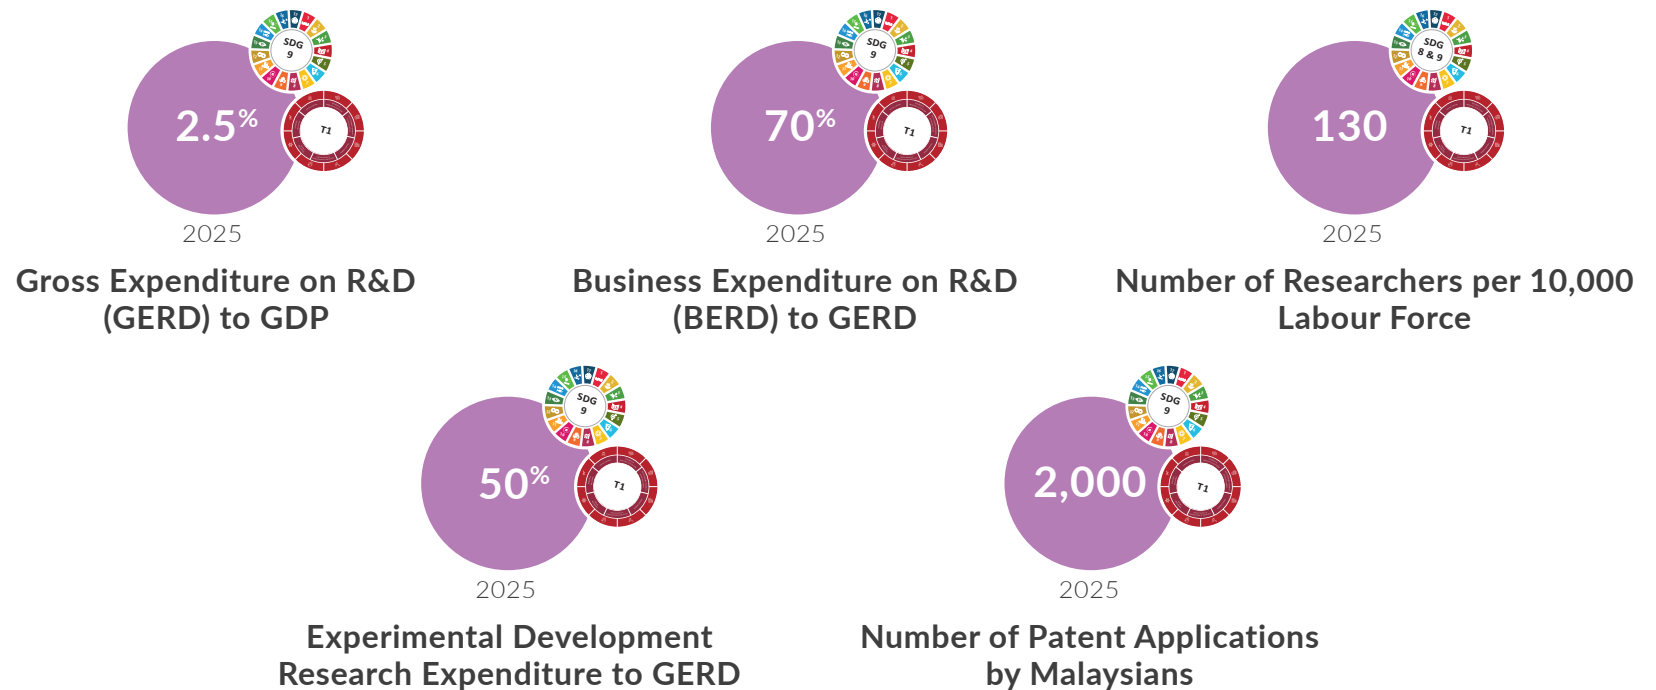 SDG
9
2.5%
T1
2025
Gross Expenditure on R&D
(GERD) to GDP
SDG
9
70%
T1
2025
Business Expenditure on R&D
(BERD) to GERD
SDG
8 & 9
130
T1
2025
Number of Researchers per 10,000
Labour Force
SDG
9
50%
T1
2025
Experimental Development
Research Expenditure to GERD
SDG
9
2,000
T1
2025
Number of Patent Applications
by Malaysians